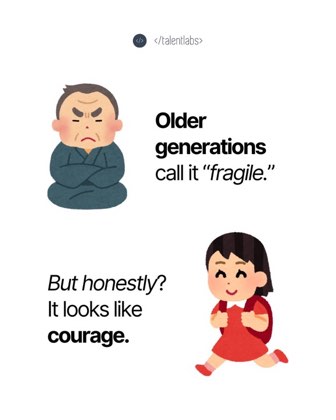 </> </talentlabs>
Older
generations
call it “fragile.”
But honestly?
It looks like
courage.